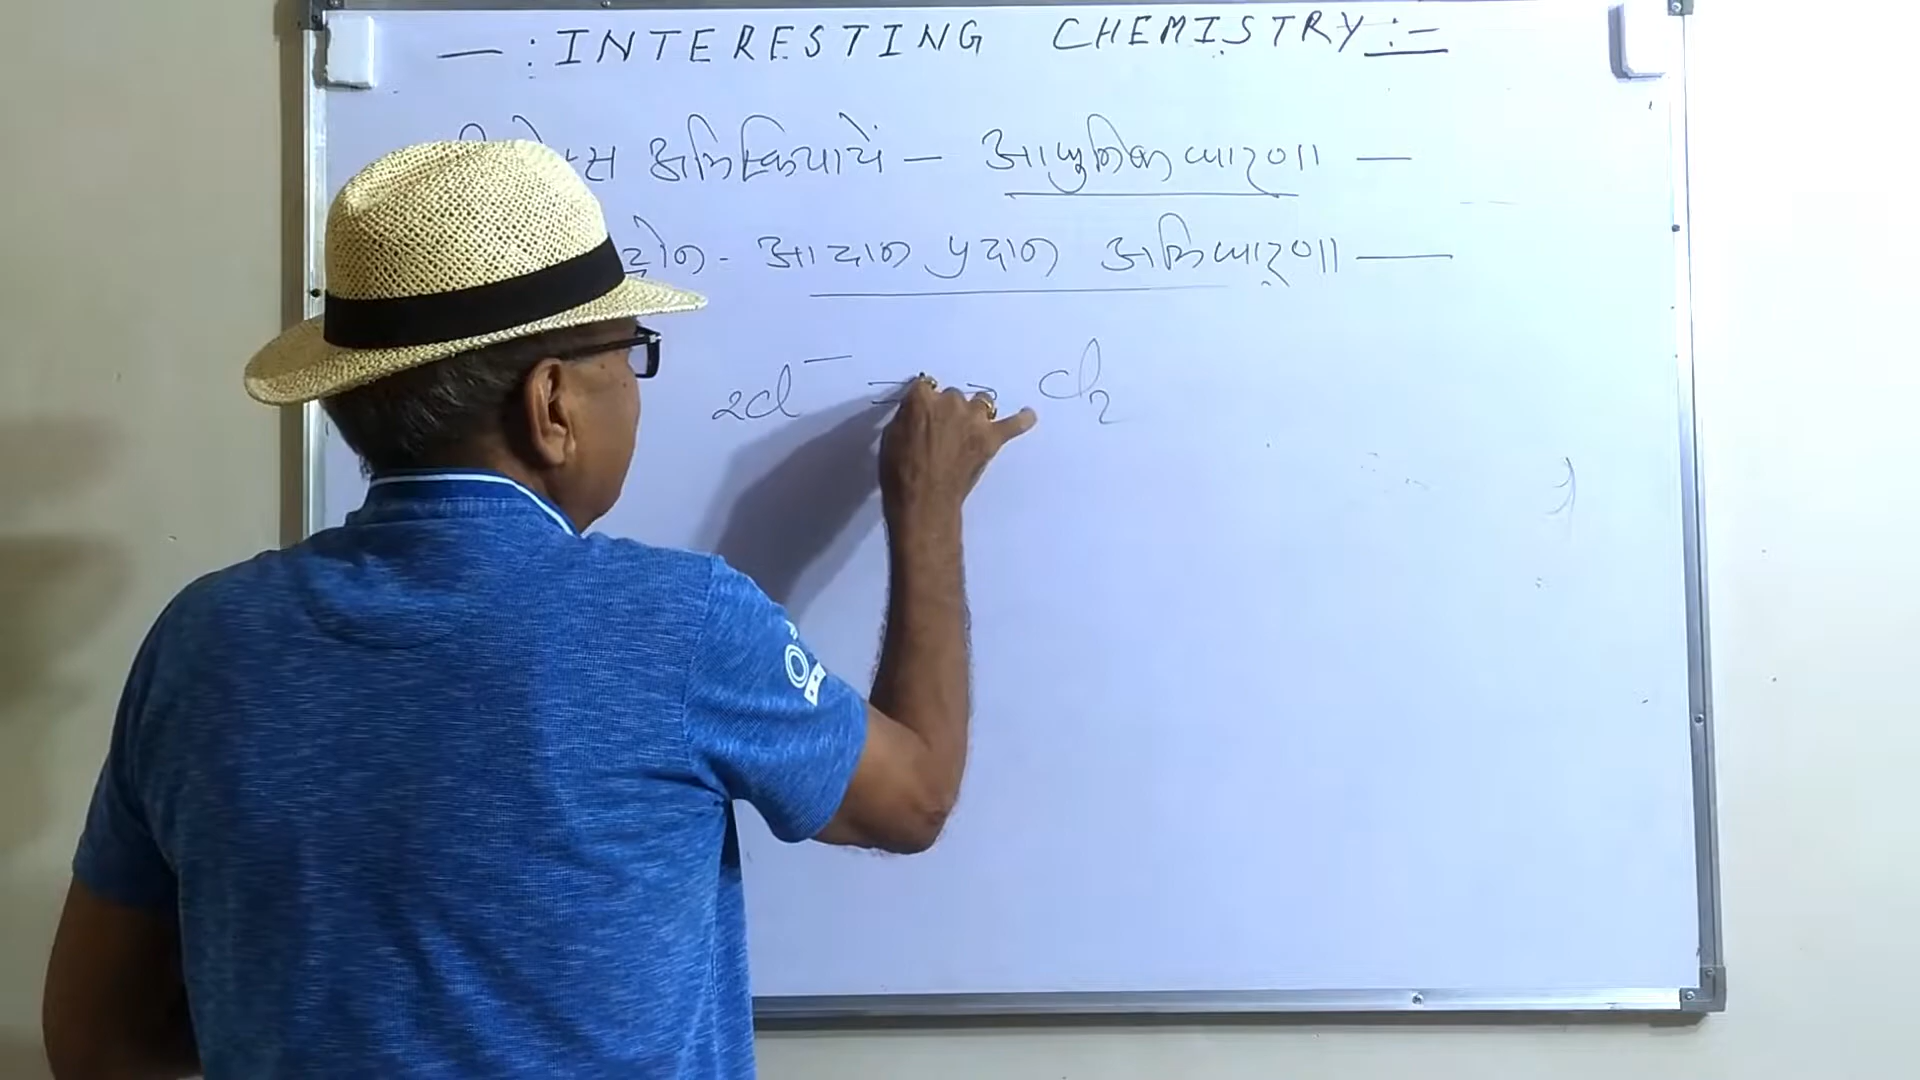 —: INTERESTING CHEMISTRY :—
अभिक्रियायें — आधुनिक धारणा —
आदान प्रदान अभिधारणा —
2Cl⁻ ⇒ Cl₂